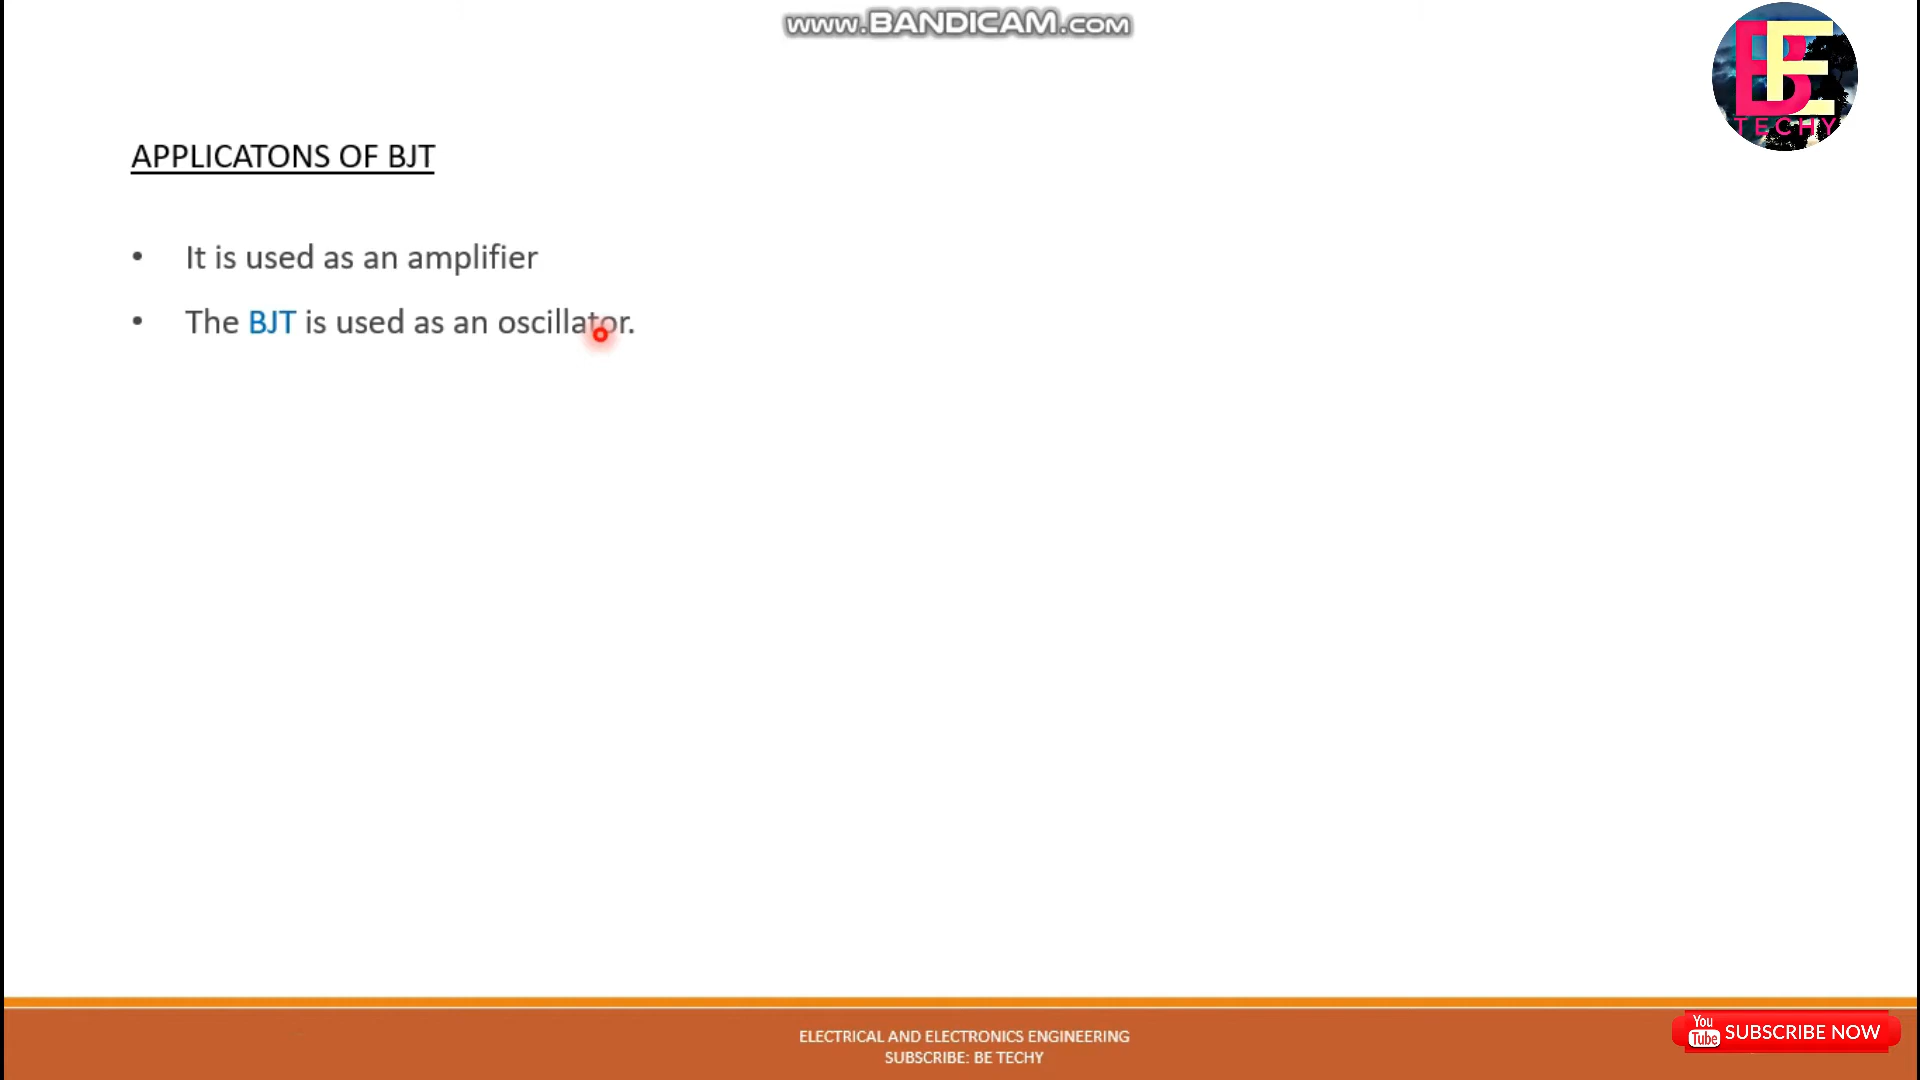 www.BANDICAM.com
BE
TECHY
APPLICATONS OF BJT
• It is used as an amplifier
• The BJT is used as an oscillator.
ELECTRICAL AND ELECTRONICS ENGINEERING
SUBSCRIBE: BE TECHY
You
Tube SUBSCRIBE NOW